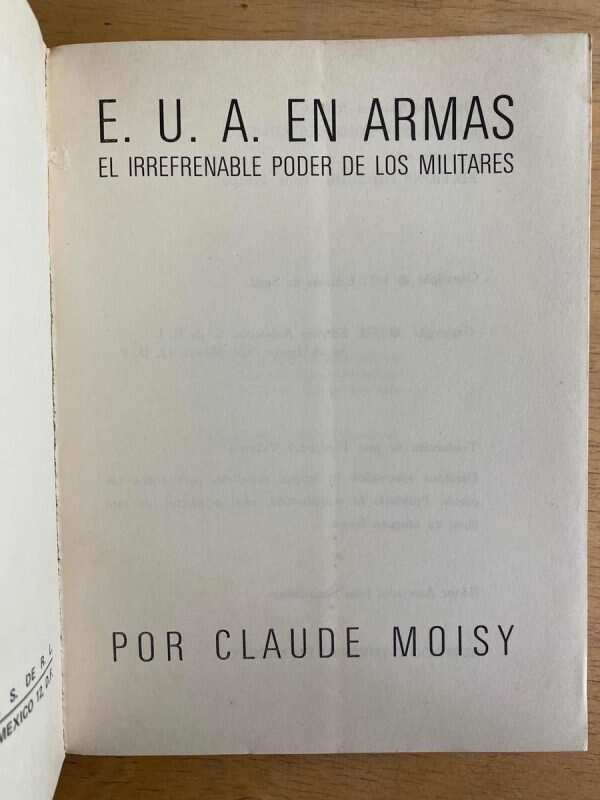 E. U. A. EN ARMAS
EL IRREFRENABLE PODER DE LOS MILITARES
POR CLAUDE MOISY
S. DE R. L.
MEXICO 12, D.F.